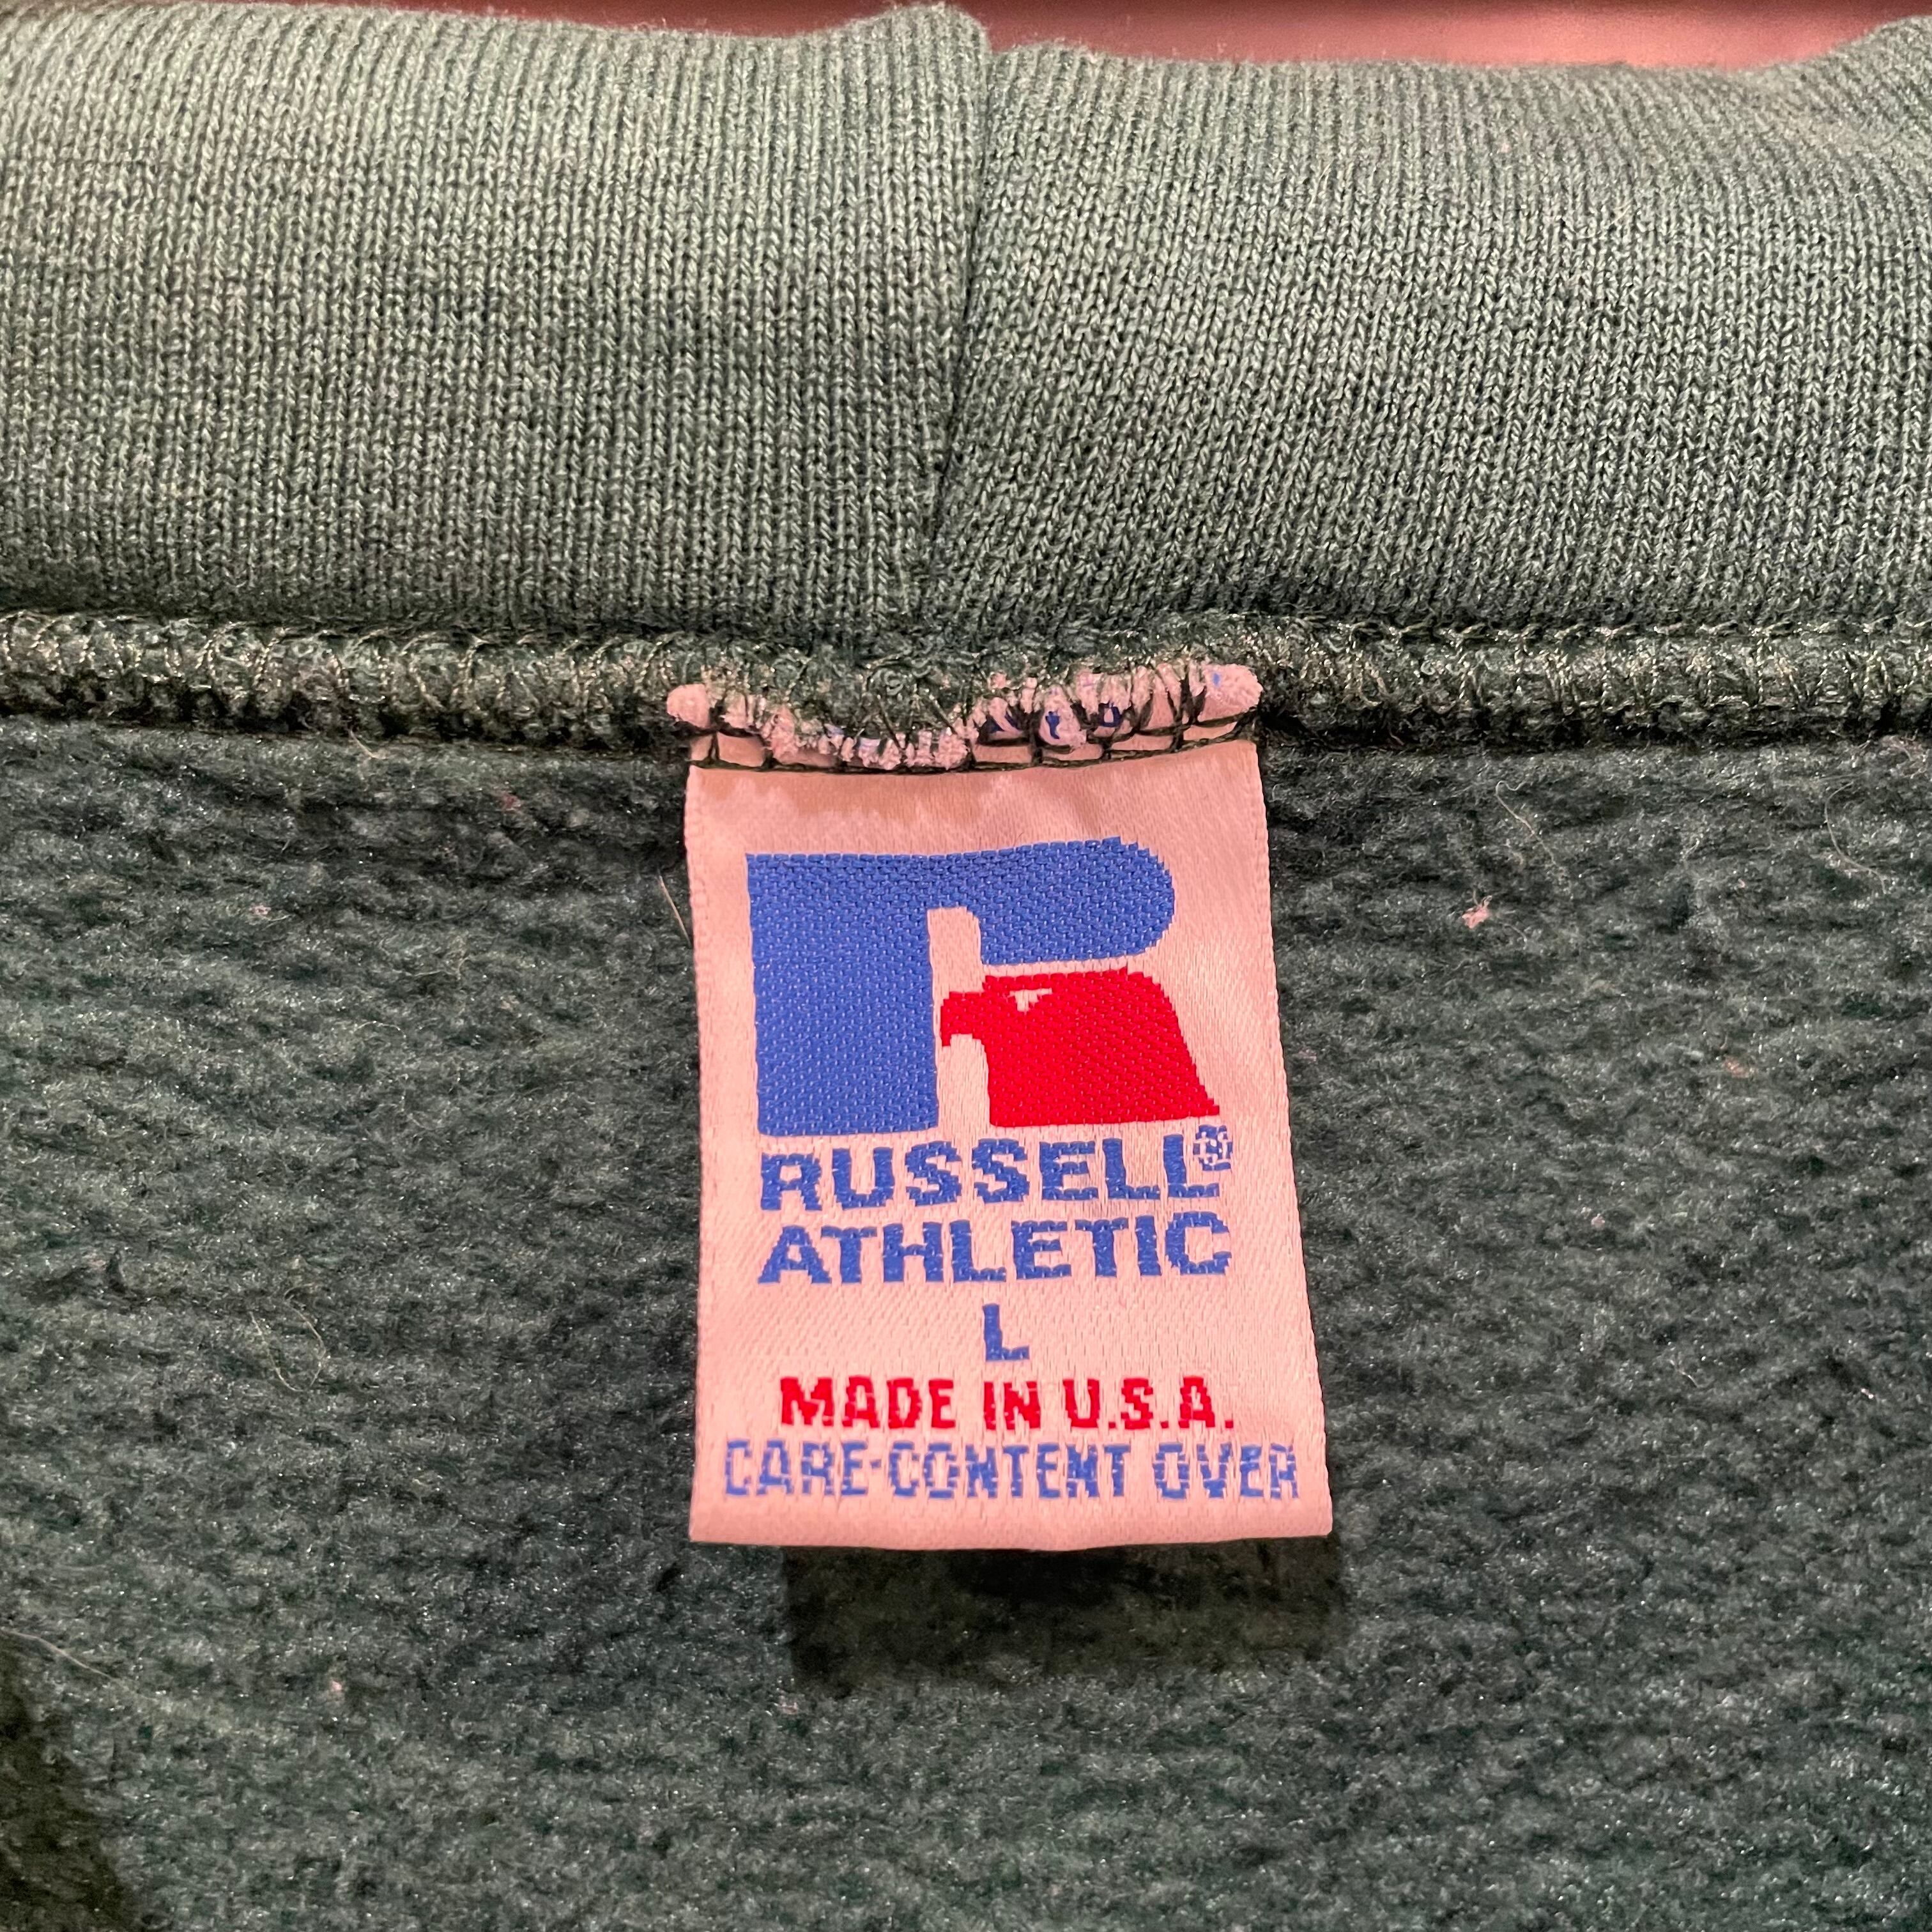 RUSSELL®
ATHLETIC
L
MADE IN U.S.A.
CARE-CONTENT OVER